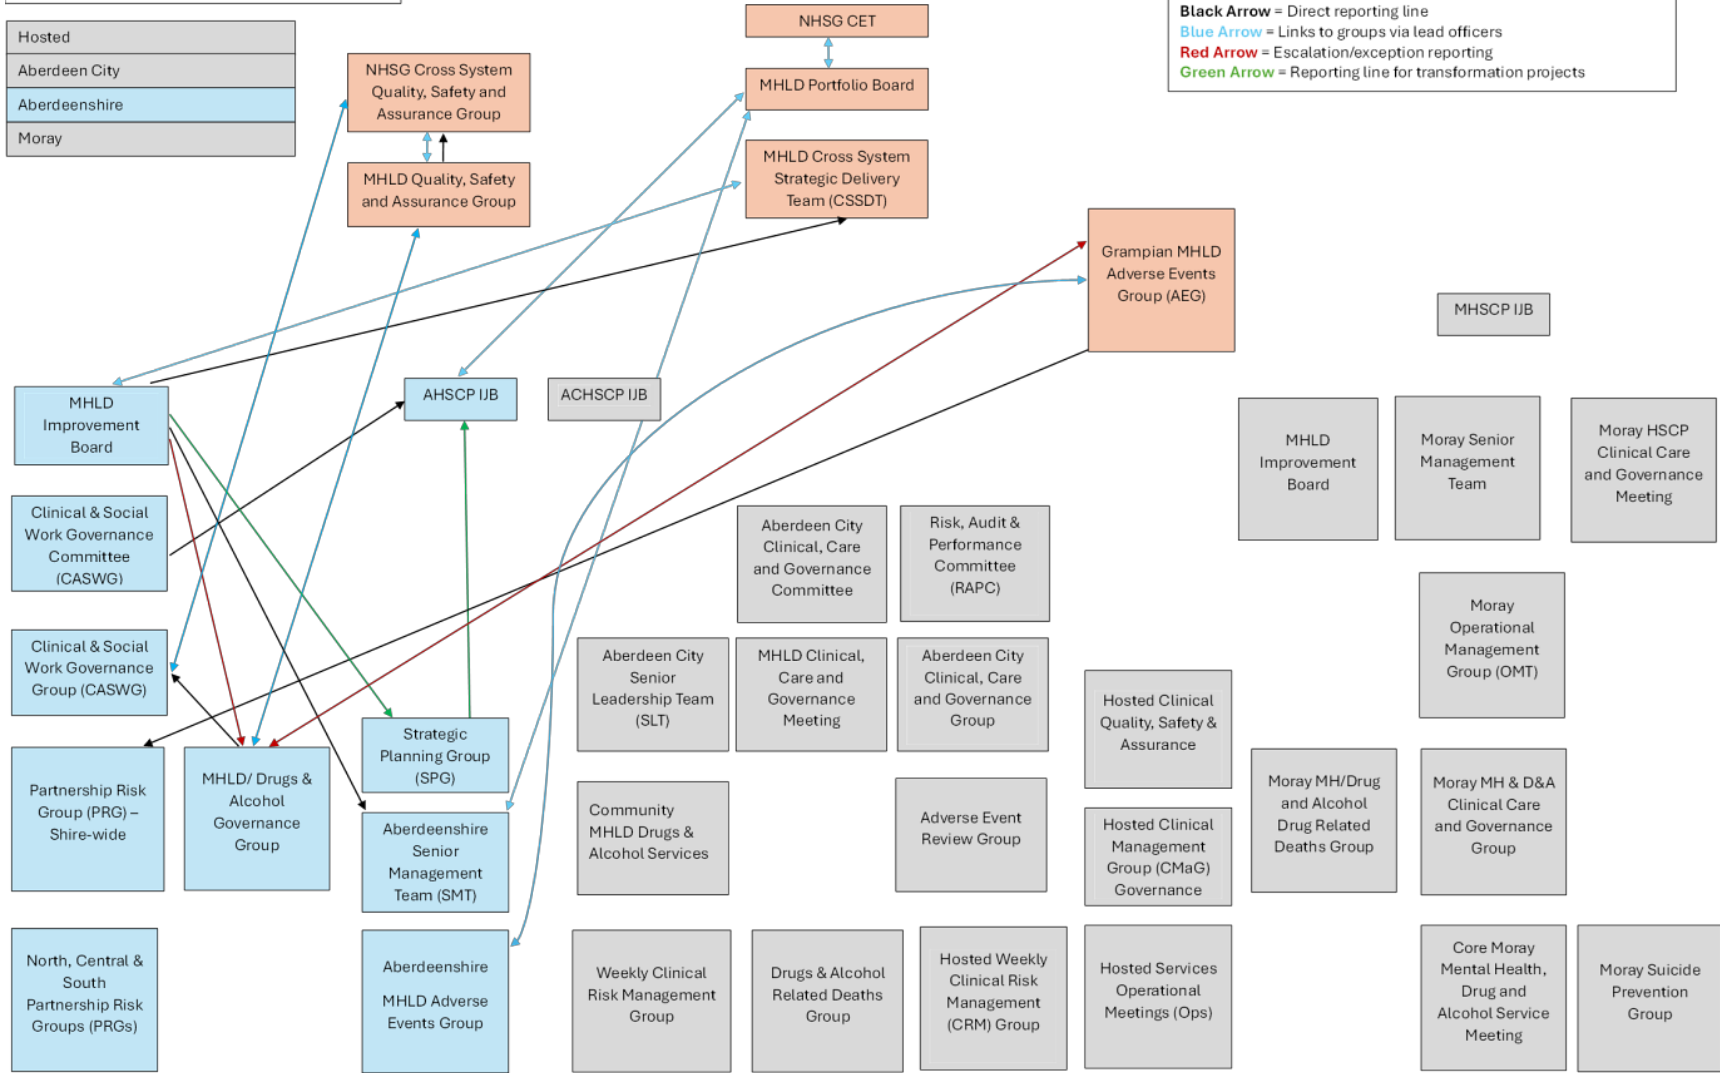 Black Arrow = Direct reporting line
Blue Arrow = Links to groups via lead officers
Red Arrow = Escalation/exception reporting
Green Arrow = Reporting line for transformation projects
Hosted
Aberdeen City
Aberdeenshire
Moray
NHSG CET
NHSG Cross System
Quality, Safety and
Assurance Group
MHLD Portfolio Board
MHLD Quality, Safety
and Assurance Group
MHLD Cross System
Strategic Delivery
Team (CSSDT)
Grampian MHLD
Adverse Events
Group (AEG)
MHSCP IJB
MHLD
Improvement
Board
AHSCP IJB
ACHSCP IJB
MHLD
Improvement
Board
Moray Senior
Management
Team
Moray HSCP
Clinical Care
and Governance
Meeting
Clinical & Social
Work Governance
Committee
(CASWG)
Aberdeen City
Clinical, Care
and Governance
Committee
Risk, Audit &
Performance
Committee
(RAPC)
Moray
Operational
Management
Group (OMT)
Clinical & Social
Work Governance
Group (CASWG)
Aberdeen City
Senior
Leadership Team
(SLT)
MHLD Clinical,
Care and
Governance
Meeting
Aberdeen City
Clinical, Care
and Governance
Group
Hosted Clinical
Quality, Safety &
Assurance
Strategic
Planning Group
(SPG)
Partnership Risk
Group (PRG) –
Shire-wide
MHLD/ Drugs &
Alcohol
Governance
Group
Aberdeenshire
Senior
Management
Team (SMT)
Community
MHLD Drugs &
Alcohol Services
Adverse Event
Review Group
Hosted Clinical
Management
Group (CMaG)
Governance
Moray MH/Drug
and Alcohol
Drug Related
Deaths Group
Moray MH & D&A
Clinical Care
and Governance
Group
North, Central &
South
Partnership Risk
Groups (PRGs)
Aberdeenshire
MHLD Adverse
Events Group
Weekly Clinical
Risk Management
Group
Drugs & Alcohol
Related Deaths
Group
Hosted Weekly
Clinical Risk
Management
(CRM) Group
Hosted Services
Operational
Meetings (Ops)
Core Moray
Mental Health,
Drug and
Alcohol Service
Meeting
Moray Suicide
Prevention
Group